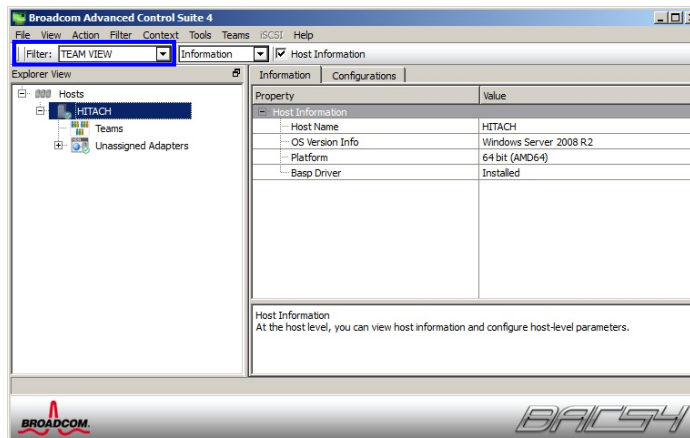 Broadcom Advanced Control Suite 4
File View Action Filter Context Tools Teams iSCSI Help
Filter: TEAM VIEW Information Host Information
Explorer View
Hosts
HITACH
Teams
Unassigned Adapters
Information Configurations
Property Value
Host Information
Host Name HITACH
OS Version Info Windows Server 2008 R2
Platform 64 bit (AMD64)
Basp Driver Installed
Host Information
At the host level, you can view host information and configure host-level parameters.
BROADCOM. BACS4